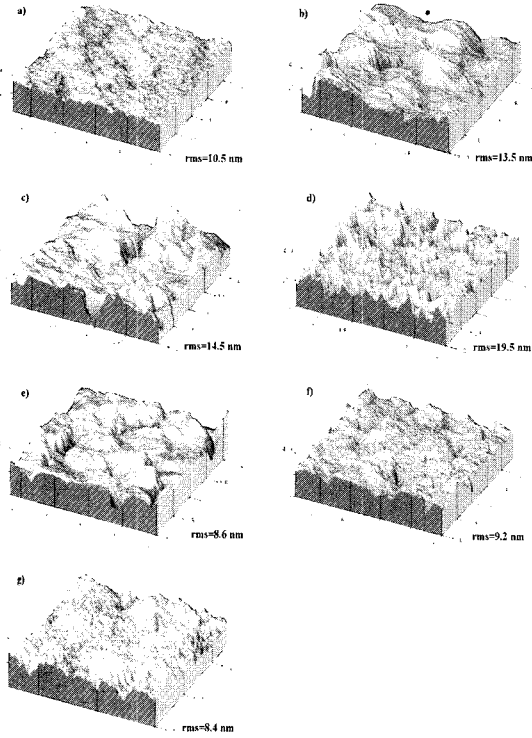 a)
rms=10.5 nm
b)
rms=13.5 nm
c)
rms=14.5 nm
d)
rms=19.5 nm
e)
rms=8.6 nm
f)
rms=9.2 nm
g)
rms=8.4 nm